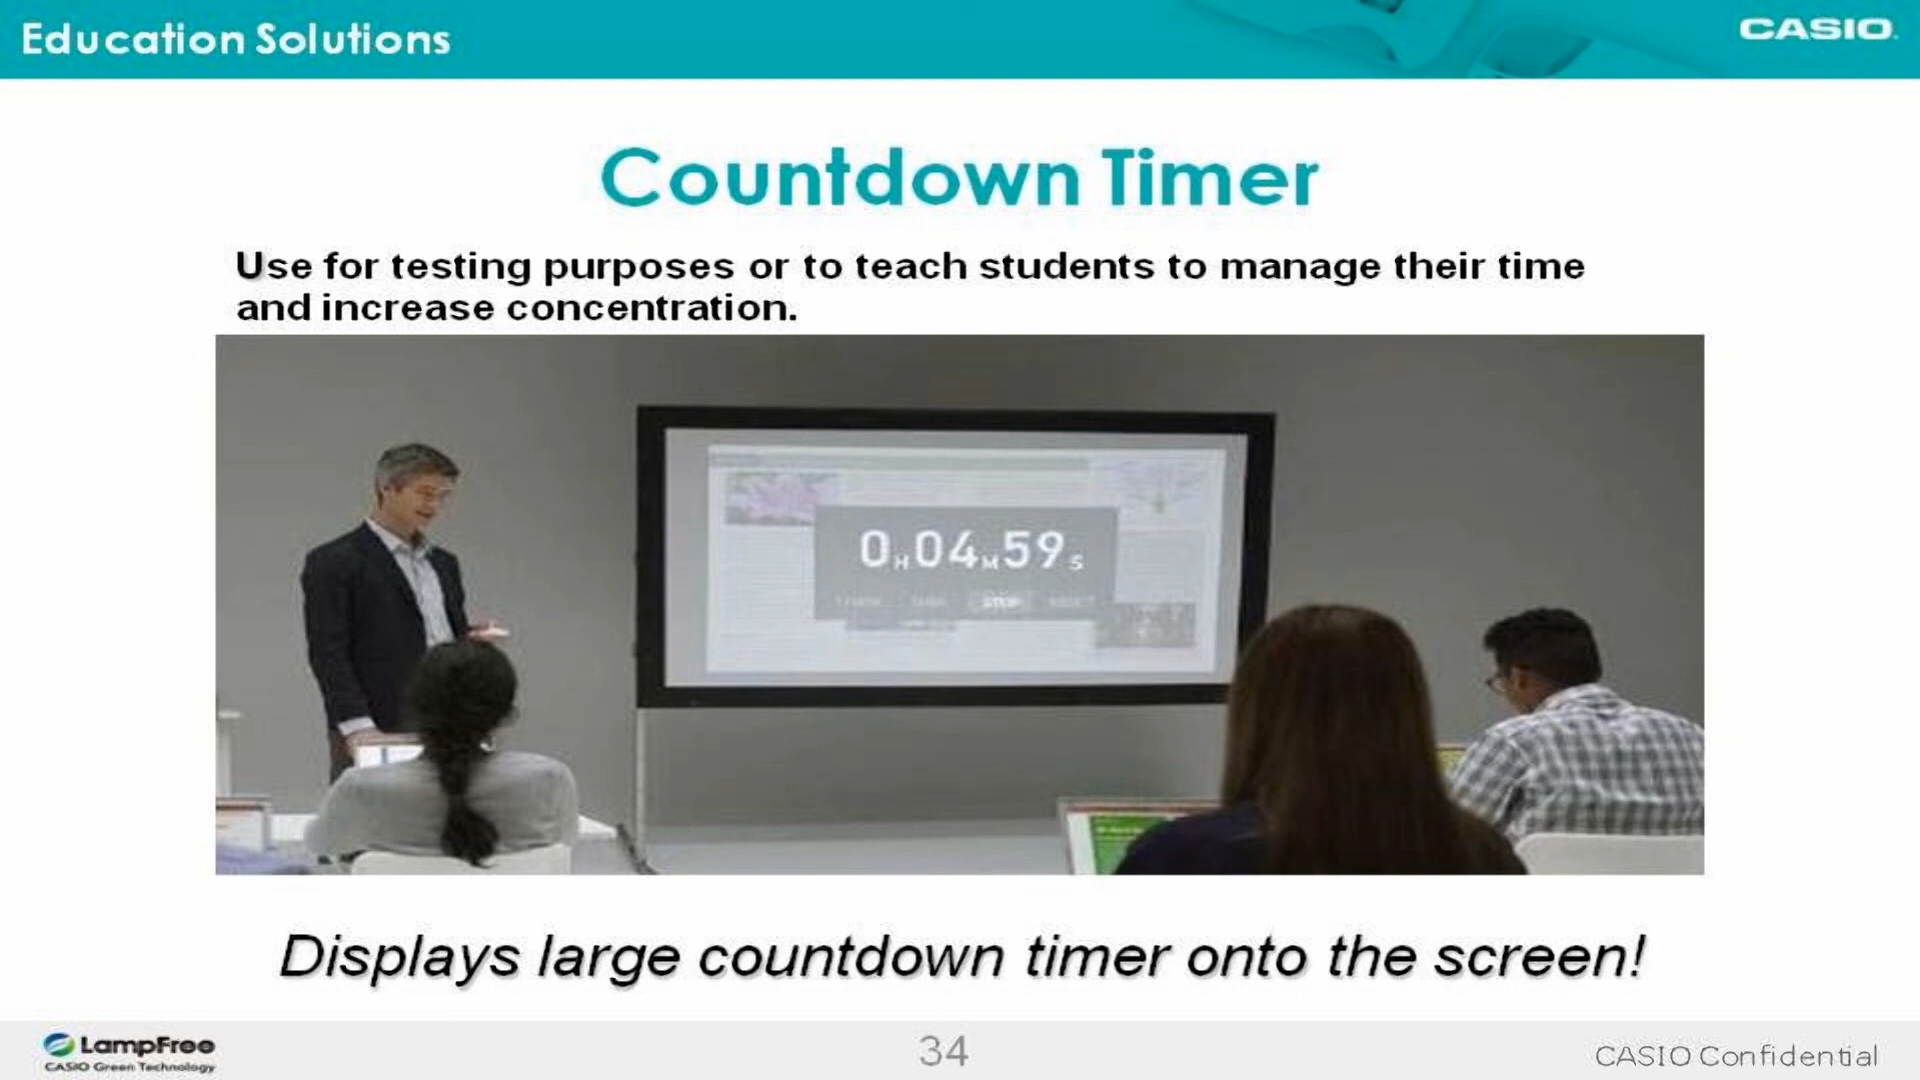 Education Solutions
CASIO
Countdown Timer
Use for testing purposes or to teach students to manage their time
and increase concentration.
0H04M59S
STOP
Displays large countdown timer onto the screen!
LampFree
CASIO Green Technology
34
CASIO Confidential